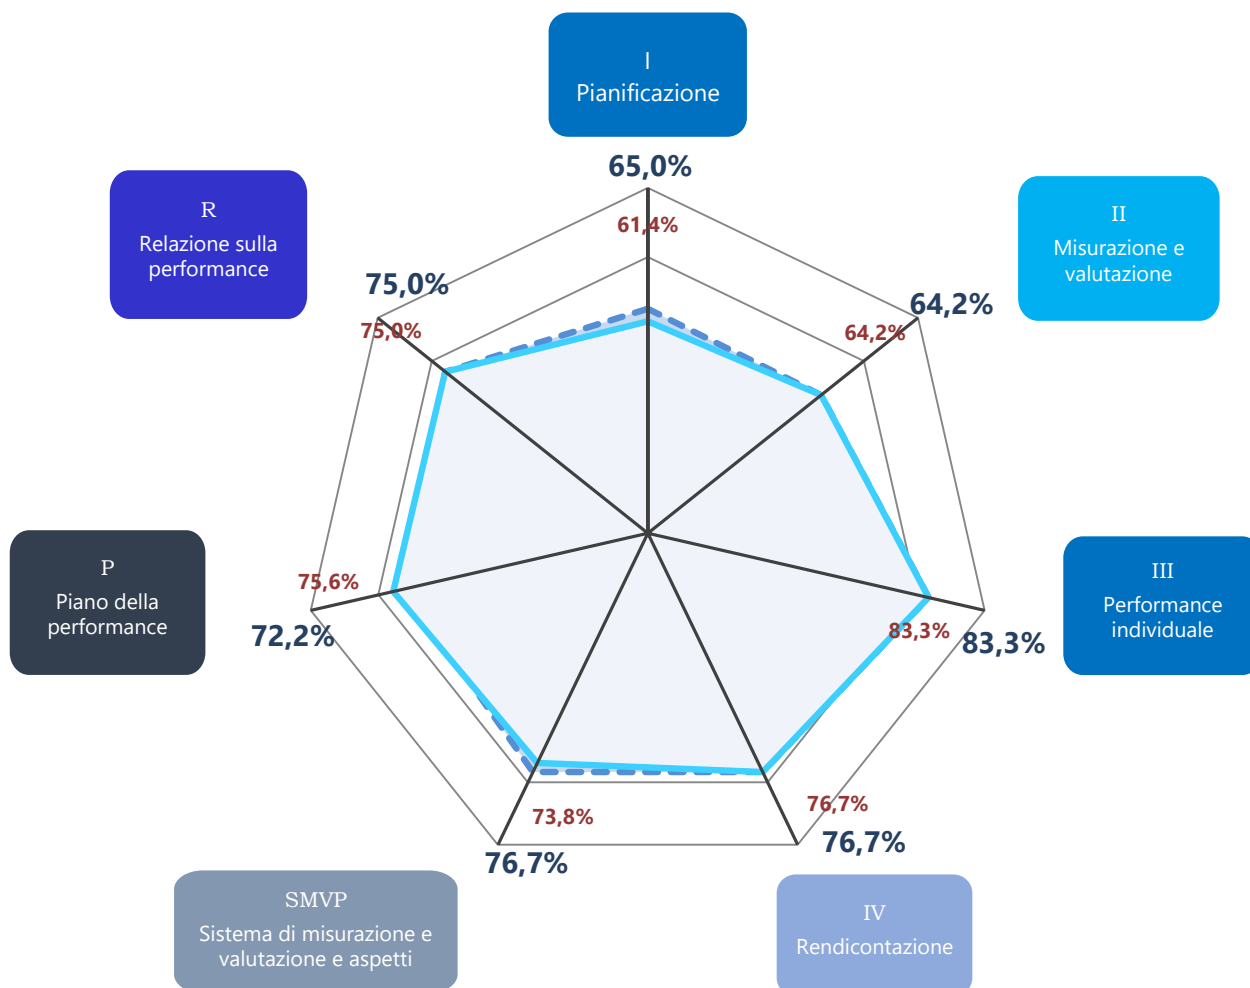 I
Pianificazione
65,0%
61,4%
R
Relazione sulla
performance
75,0%
75,0%
II
Misurazione e
valutazione
64,2%
64,2%
P
Piano della
performance
75,6%
72,2%
III
Performance
individuale
83,3%
83,3%
73,8%
76,7%
SMVP
Sistema di misurazione e
valutazione e aspetti
76,7%
76,7%
IV
Rendicontazione